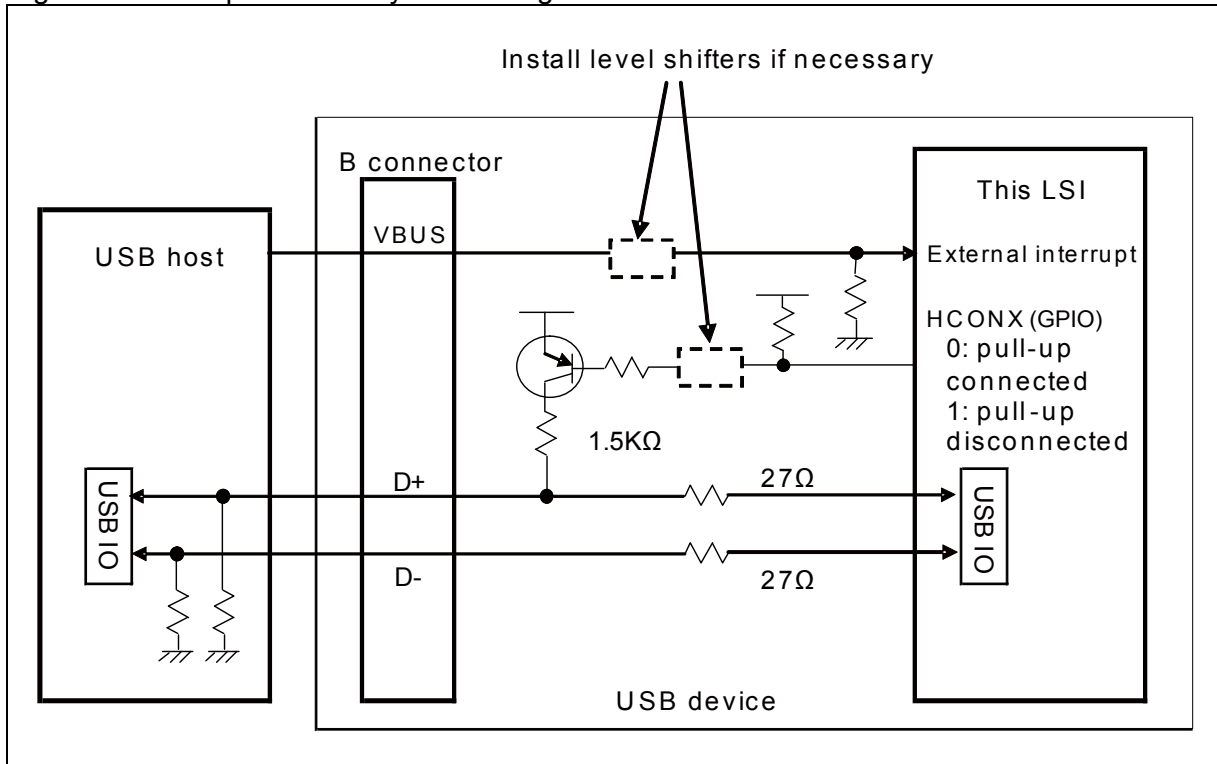 Install level shifters if necessary
B connector
This LSI
VBUS
USB host
External interrupt
HCONX (GPIO)
0: pull-up
connected
1: pull-up
disconnected
1.5KΩ
D+
27Ω
USB IO
USB IO
D-
27Ω
USB device